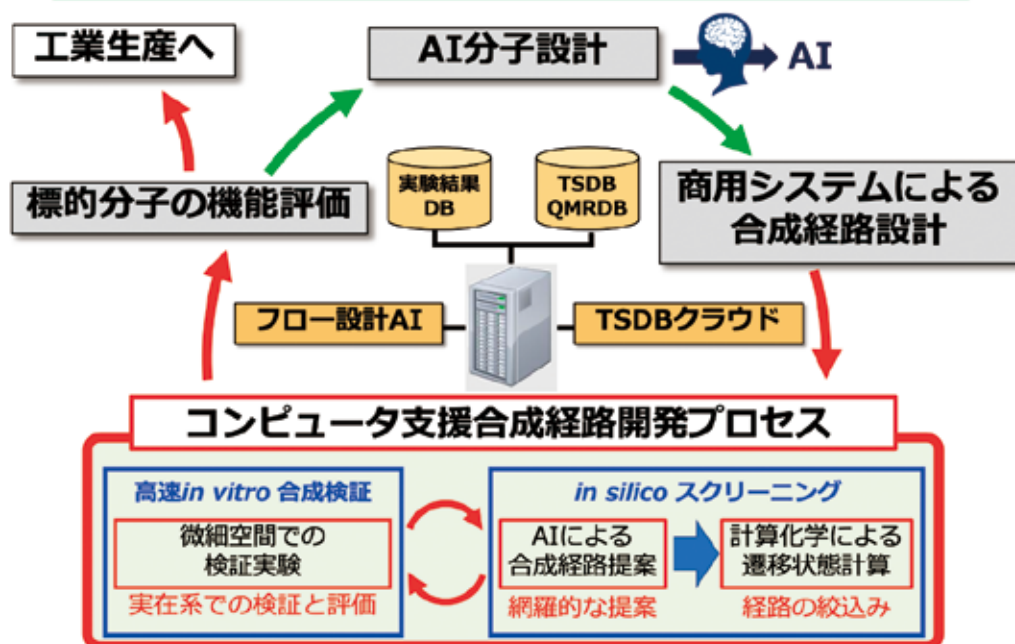 工業生産へ
AI分子設計
AI
標的分子の機能評価
実験結果
DB
TSDB
QMRDB
商用システムによる
合成経路設計
フロー設計AI
TSDBクラウド
コンピュータ支援合成経路開発プロセス
高速in vitro 合成検証
微細空間での
検証実験
実在系での検証と評価
in silico スクリーニング
AIによる
合成経路提案
網羅的な提案
計算化学による
遷移状態計算
経路の絞込み